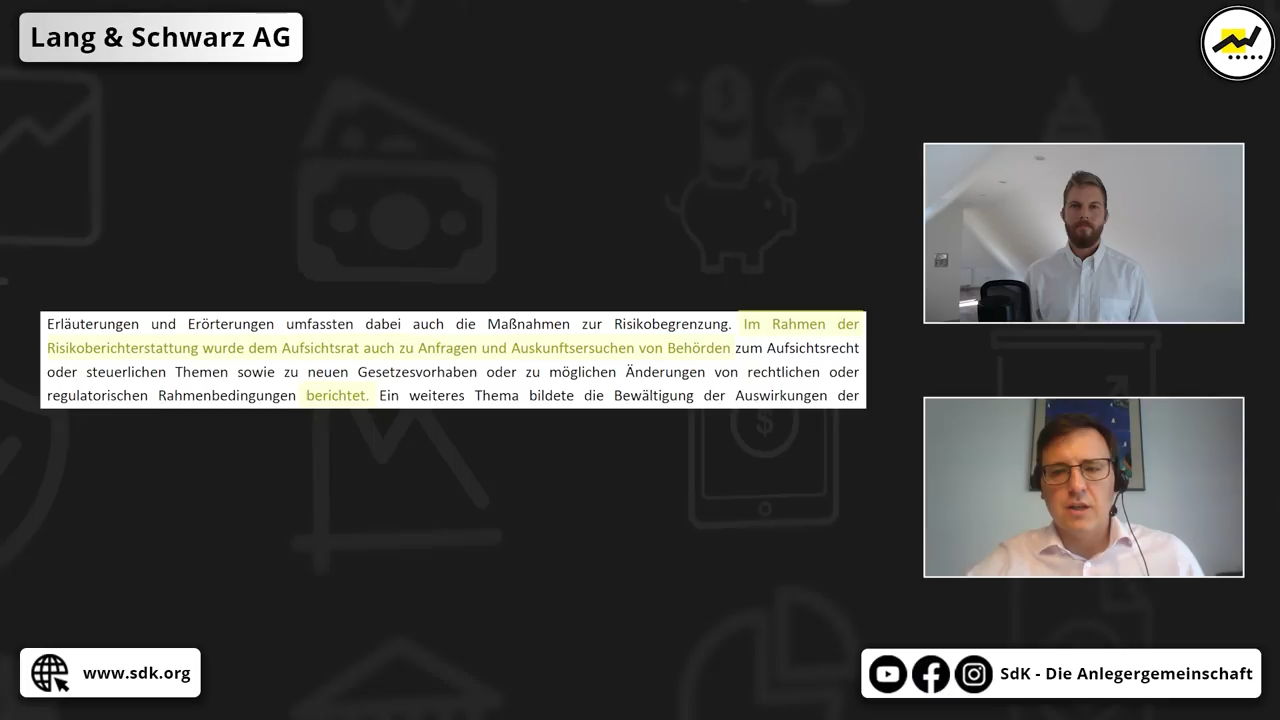 Lang & Schwarz AG
Erläuterungen und Erörterungen umfassten dabei auch die Maßnahmen zur Risikobegrenzung. Im Rahmen der
Risikoberichterstattung wurde dem Aufsichtsrat auch zu Anfragen und Auskunftsersuchen von Behörden zum Aufsichtsrecht
oder steuerlichen Themen sowie zu neuen Gesetzesvorhaben oder zu möglichen Änderungen von rechtlichen oder
regulatorischen Rahmenbedingungen berichtet. Ein weiteres Thema bildete die Bewältigung der Auswirkungen der
www.sdk.org
SdK - Die Anlegergemeinschaft